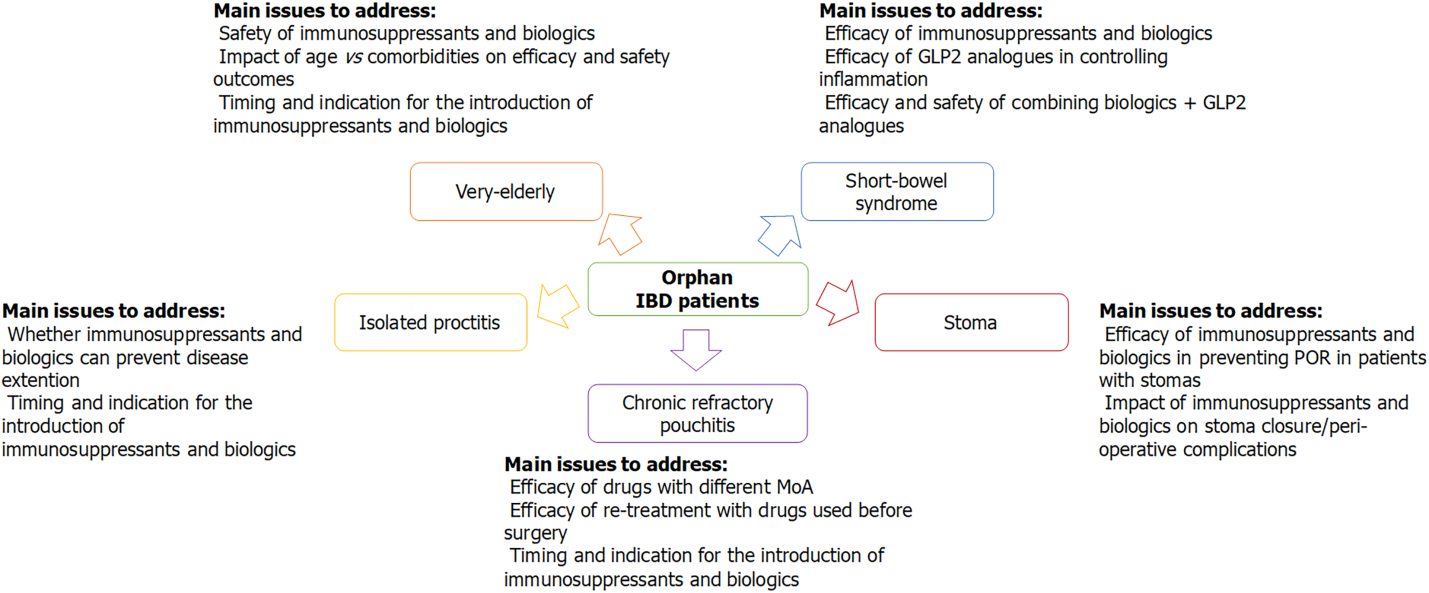 Main issues to address:
Safety of immunosuppressants and biologics
Impact of age vs comorbidities on efficacy and safety
outcomes
Timing and indication for the introduction of
immunosuppressants and biologics
Main issues to address:
Efficacy of immunosuppressants and biologics
Efficacy of GLP2 analogues in controlling
inflammation
Efficacy and safety of combining biologics + GLP2
analogues
Very-elderly
Short-bowel
syndrome
Orphan
IBD patients
Main issues to address:
Whether immunosuppressants and
biologics can prevent disease
extention
Timing and indication for the
introduction of
immunosuppressants and biologics
Isolated proctitis
Stoma
Main issues to address:
Efficacy of immunosuppressants and
biologics in preventing POR in patients
with stomas
Impact of immunosuppressants and
biologics on stoma closure/peri-
operative complications
Chronic refractory
pouchitis
Main issues to address:
Efficacy of drugs with different MoA
Efficacy of re-treatment with drugs used before
surgery
Timing and indication for the introduction of
immunosuppressants and biologics